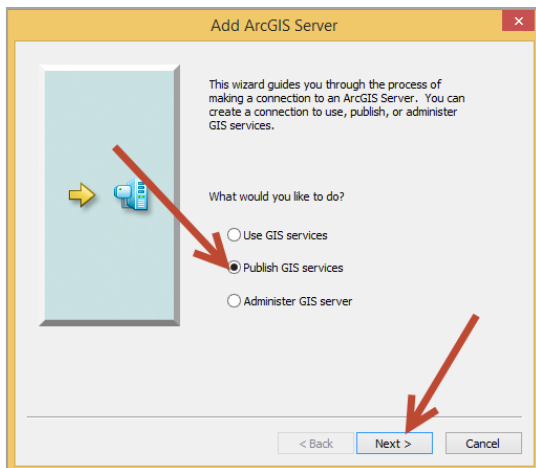 Add ArcGIS Server
×
This wizard guides you through the process of
making a connection to an ArcGIS Server. You can
create a connection to use, publish, or administer
GIS services.
What would you like to do?
Use GIS services
Publish GIS services
Administer GIS server
< Back Next > Cancel